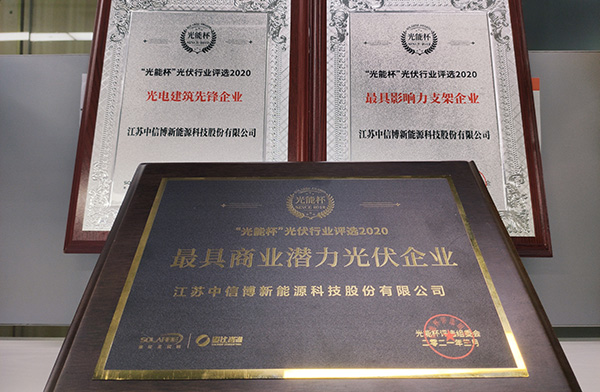 光能杯
“光能杯”光伏行业评选2020
光电建筑先锋企业
江苏中信博新能源科技股份有限公司
光能杯
“光能杯”光伏行业评选2020
最具影响力支架企业
江苏中信博新能源科技股份有限公司
光能杯
“光能杯”光伏行业评选2020
最具商业潜力光伏企业
江苏中信博新能源科技股份有限公司
SOLARBE
光能杯评选组委会
二零二一年三月